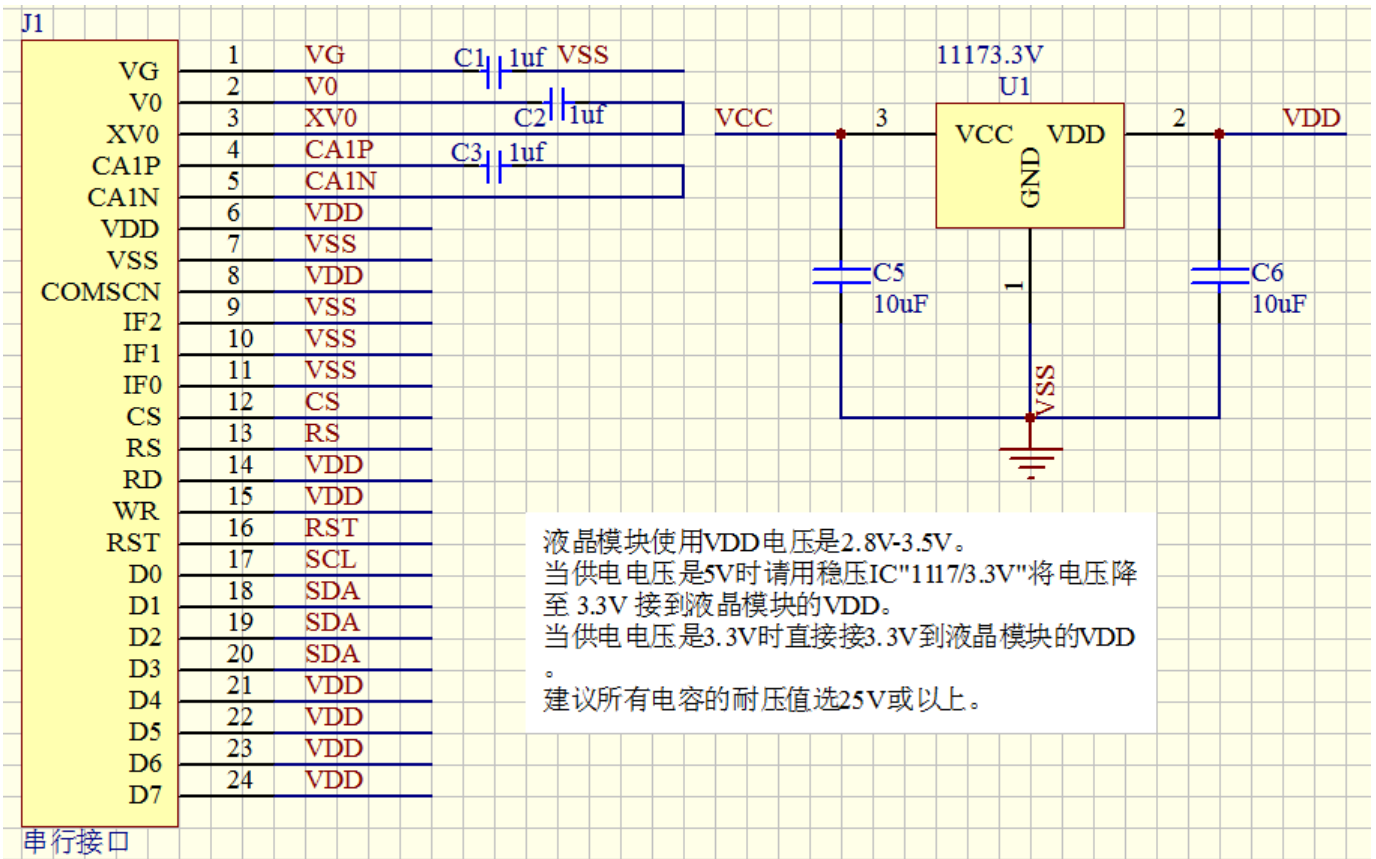 J1
VG 1 VG C1 1uf VSS
V0 2 V0 C2 1uf
XV0 3 XV0
CA1P 4 CA1P C3 1uf
CA1N 5 CA1N
VDD 6 VDD
VSS 7 VSS
COMSCN 8 VDD
IF2 9 VSS
IF1 10 VSS
IF0 11 VSS
CS 12 CS
RS 13 RS
RD 14 VDD
WR 15 VDD
RST 16 RST
D0 17 SCL
D1 18 SDA
D2 19 SDA
D3 20 SDA
D4 21 VDD
D5 22 VDD
D6 23 VDD
D7 24 VDD
串行接口
11173.3V
U1
VCC 3 VCC VDD 2 VDD
GND
1
C5
10uF
C6
10uF
VSS
液晶模块使用VDD电压是2.8V-3.5V。
当供电电压是5V时请用稳压IC"1117/3.3V"将电压降
至 3.3V 接到液晶模块的VDD。
当供电电压是3.3V时直接接3.3V到液晶模块的VDD
。
建议所有电容的耐压值选25V或以上。